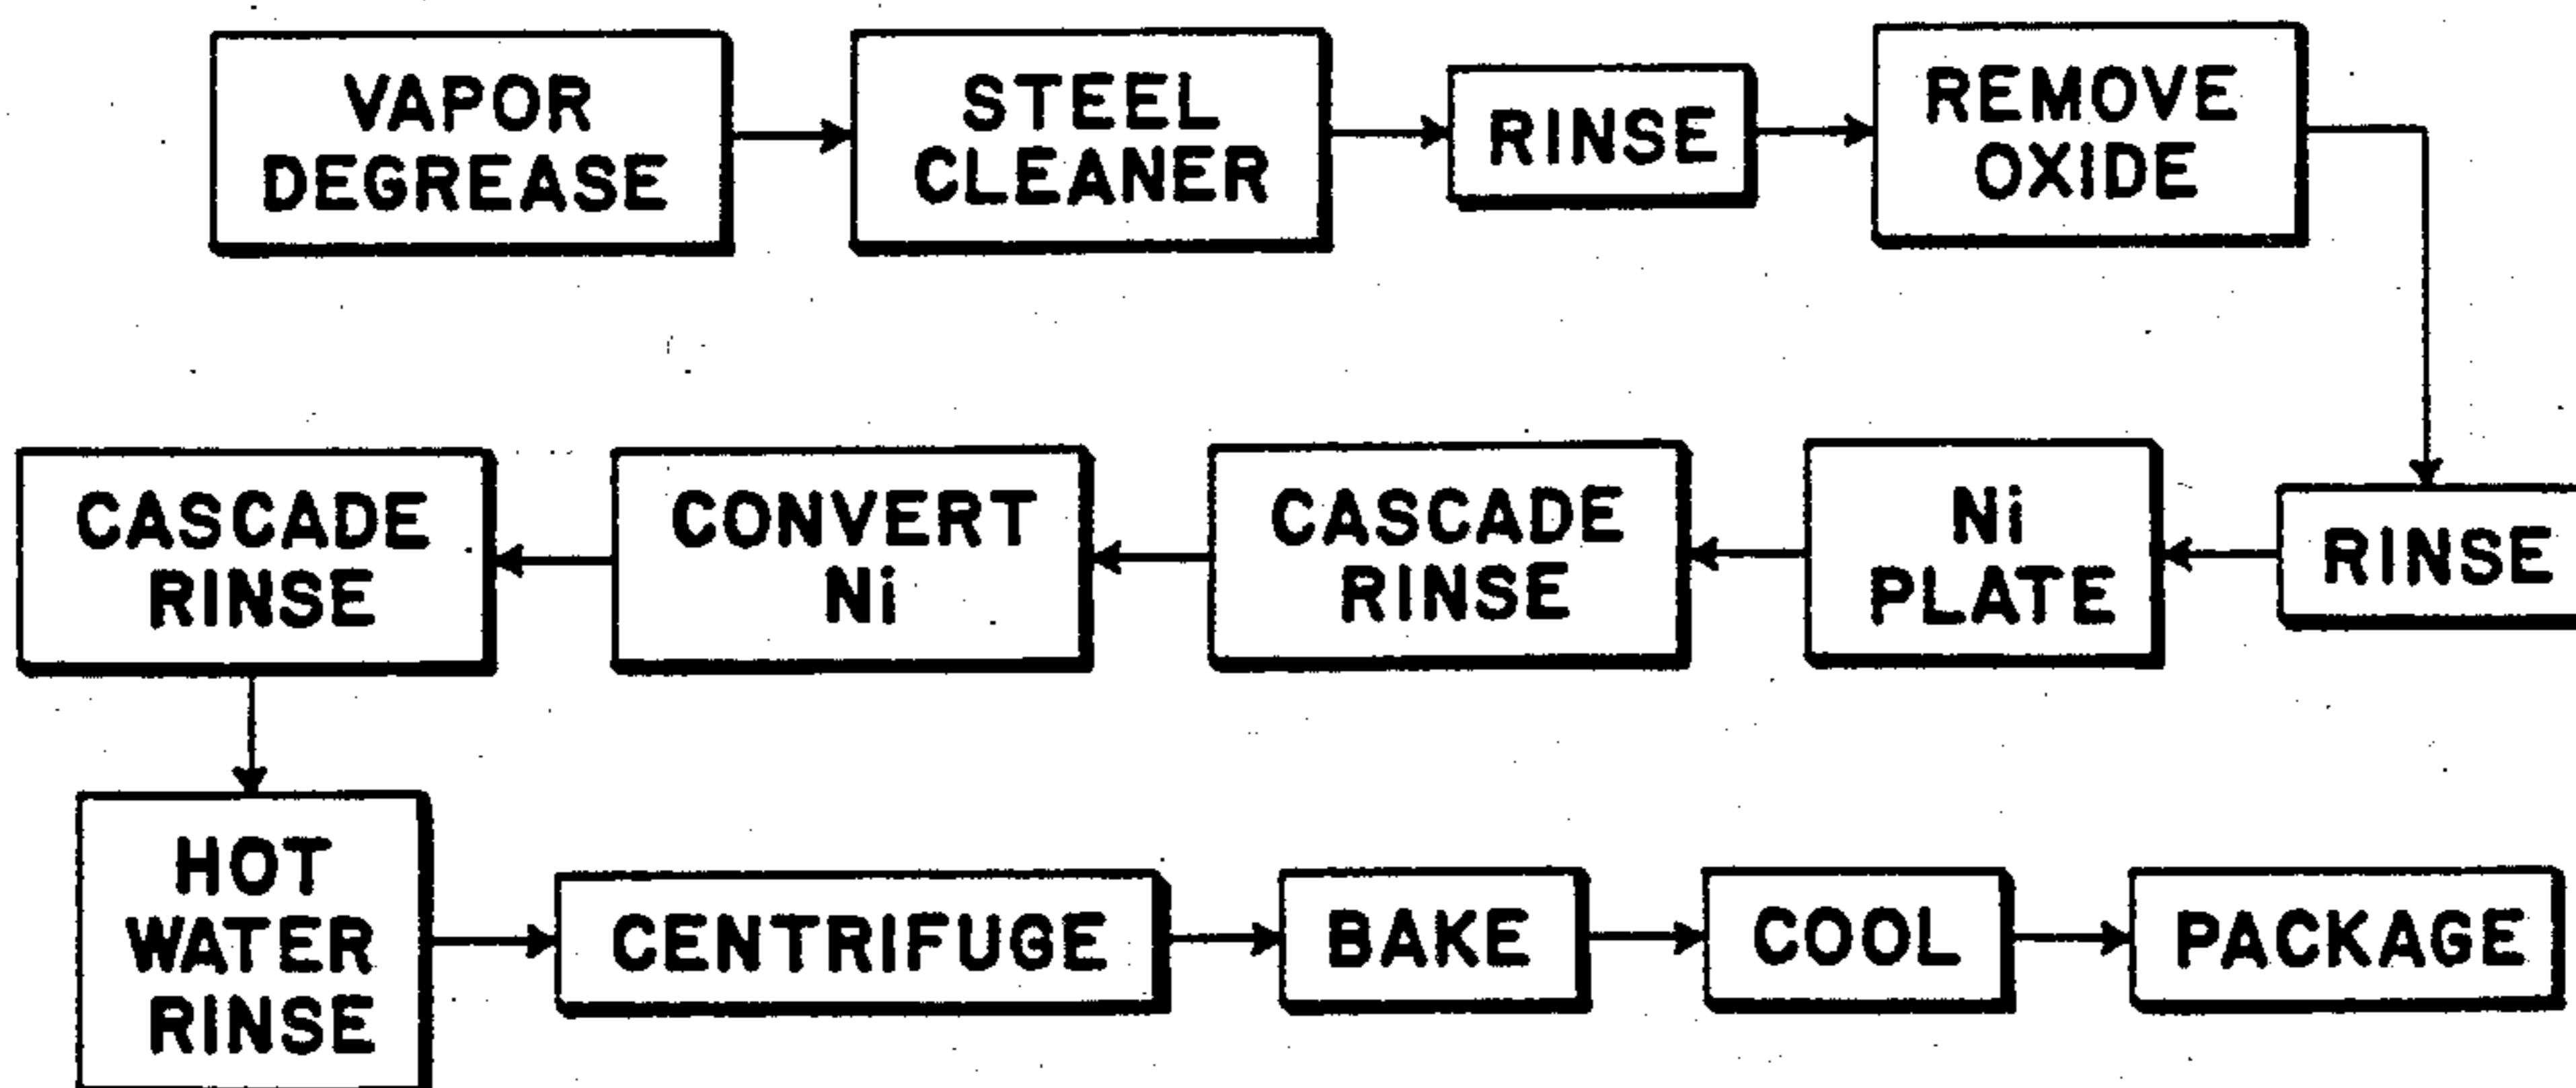 VAPOR
DEGREASE
STEEL
CLEANER
RINSE
REMOVE
OXIDE
RINSE
Ni
PLATE
CASCADE
RINSE
CONVERT
Ni
CASCADE
RINSE
HOT
WATER
RINSE
CENTRIFUGE
BAKE
COOL
PACKAGE